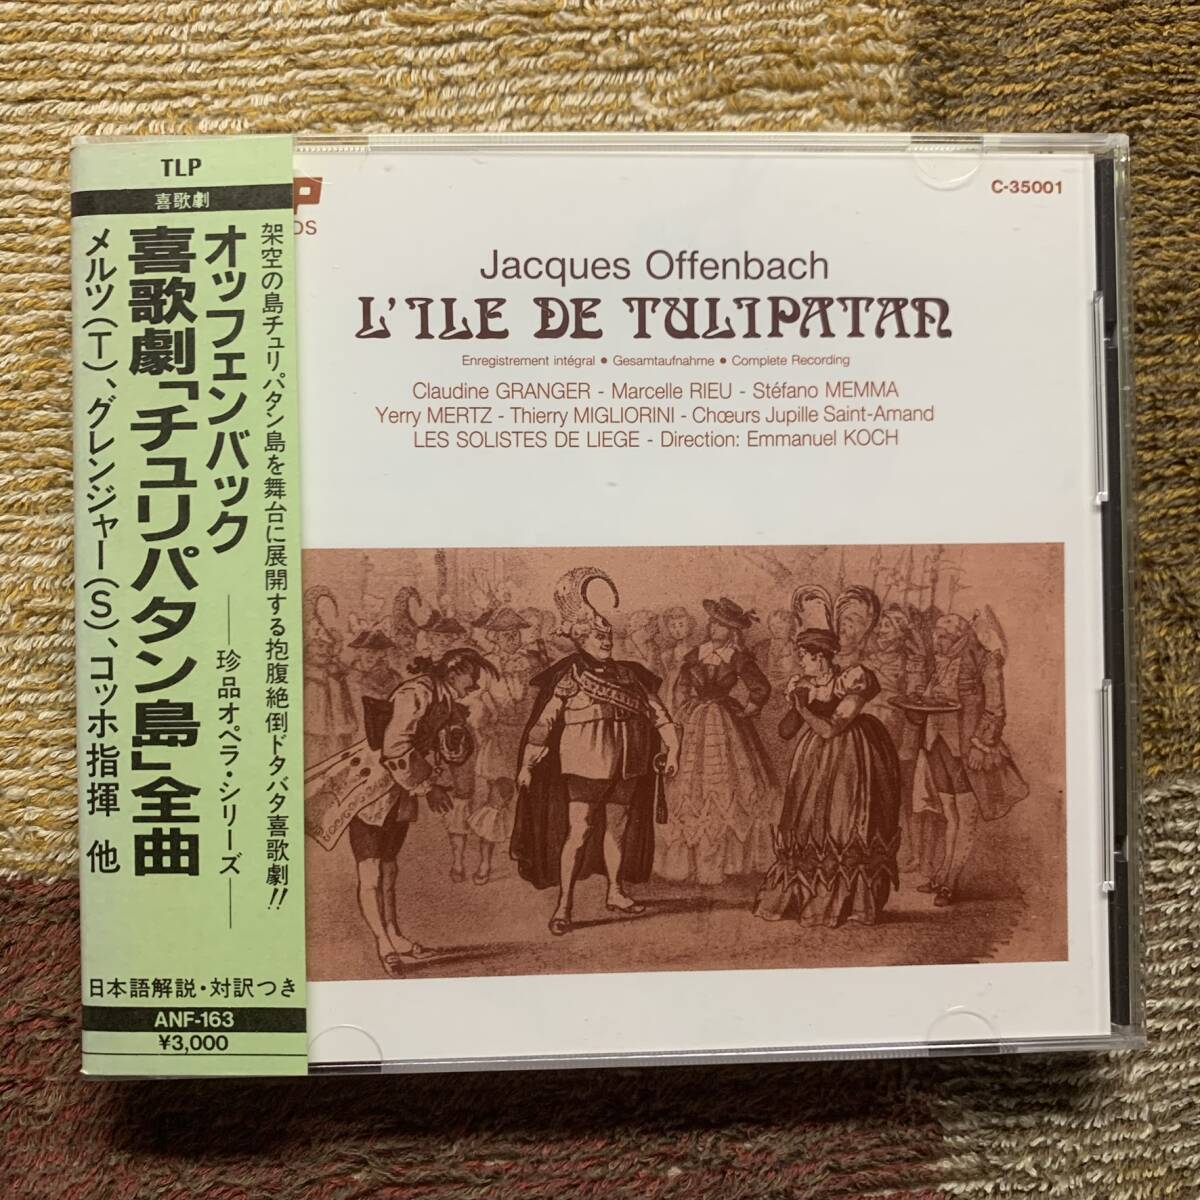 TLP
喜歌劇
架空の島チュリパタン島を舞台に展開する抱腹絶倒ドタバタ喜歌劇!!
オッフェンバック
――珍品オペラ・シリーズ――
喜歌劇「チュリパタン島」全曲
メルツ(T)、グレンジャー(S)、コッホ指揮 他
日本語解説・対訳つき
ANF-163
¥3,000
C-35001
Jacques Offenbach
L'ILE DE TULIPATAN
Enregistrement intégral • Gesamtaufnahme • Complete Recording
Claudine GRANGER - Marcelle RIEU - Stéfano MEMMA
Yerry MERTZ - Thierry MIGLIORINI - Chœurs Jupille Saint-Amand
LES SOLISTES DE LIEGE - Direction: Emmanuel KOCH